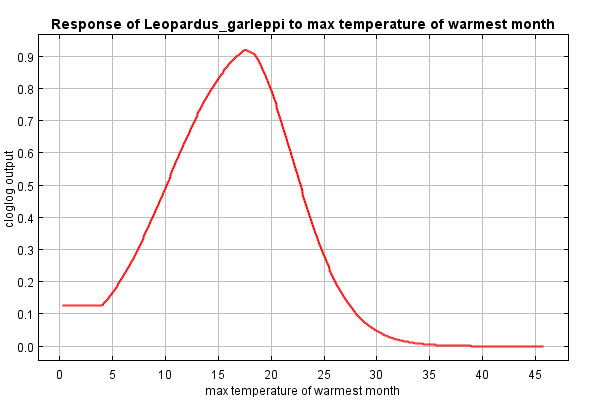 Response of Leopardus_garleppi to max temperature of warmest month
cloglog output
0.9
0.8
0.7
0.6
0.5
0.4
0.3
0.2
0.1
0.0
0 5 10 15 20 25 30 35 40 45
max temperature of warmest month